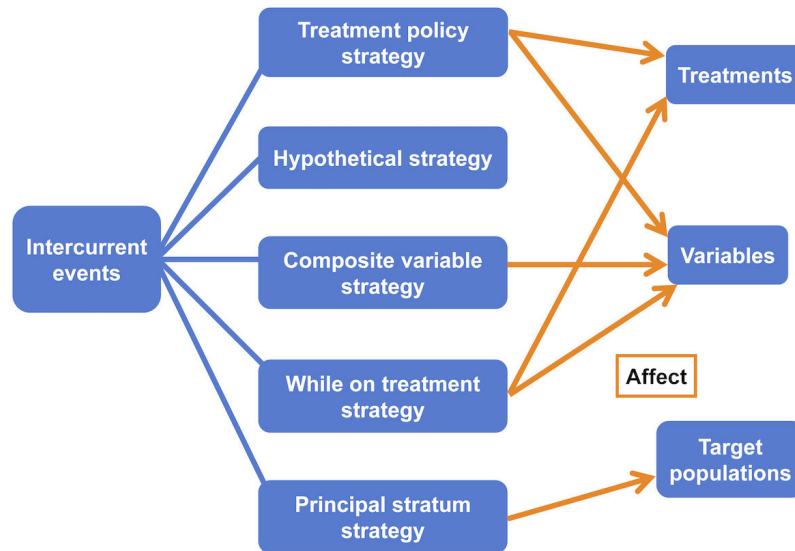 Treatment policy
strategy
Treatments
Hypothetical strategy
Intercurrent
events
Composite variable
strategy
Variables
While on treatment
strategy
Affect
Target
populations
Principal stratum
strategy